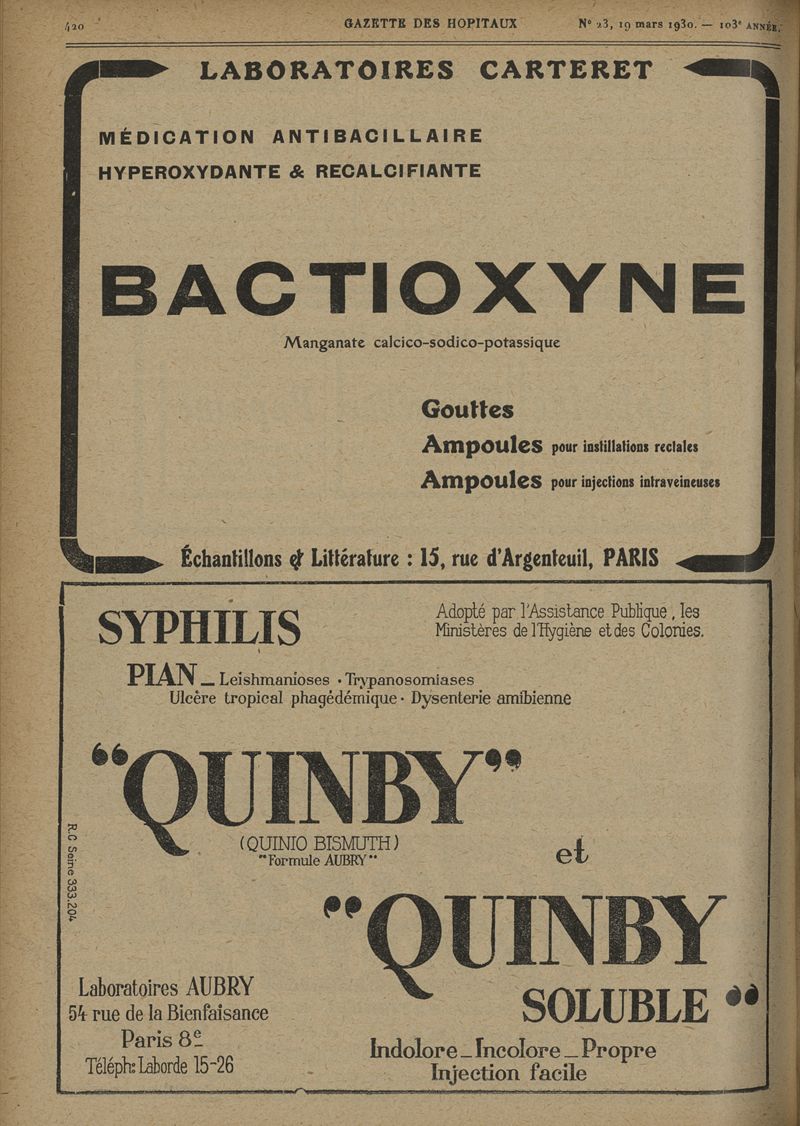 420 GAZETTE DES HOPITAUX N° 23, 19 mars 1930. — 103e ANNÉE.
LABORATOIRES CARTERET
MÉDICATION ANTIBACILLAIRE
HYPEROXYDANTE & RECALCIFIANTE
BACTIOXYNE
Manganate calcico-sodico-potassique
Gouttes
Ampoules pour instillations rectales
Ampoules pour injections intraveineuses
Échantillons & Littérature : 15, rue d'Argenteuil, PARIS
SYPHILIS
Adopté par l'Assistance Publique, les
Ministères de l'Hygiène et des Colonies.
PIAN — Leishmanioses • Trypanosomiases
Ulcère tropical phagédémique • Dysenterie amibienne
"QUINBY"
(QUINIO BISMUTH)
"Formule AUBRY"
et
"QUINBY
SOLUBLE"
R.C Seine 333.204
Laboratoires AUBRY
54 rue de la Bienfaisance
Paris 8e
Téléph: Laborde 15-26
Indolore _ Incolore _ Propre
Injection facile